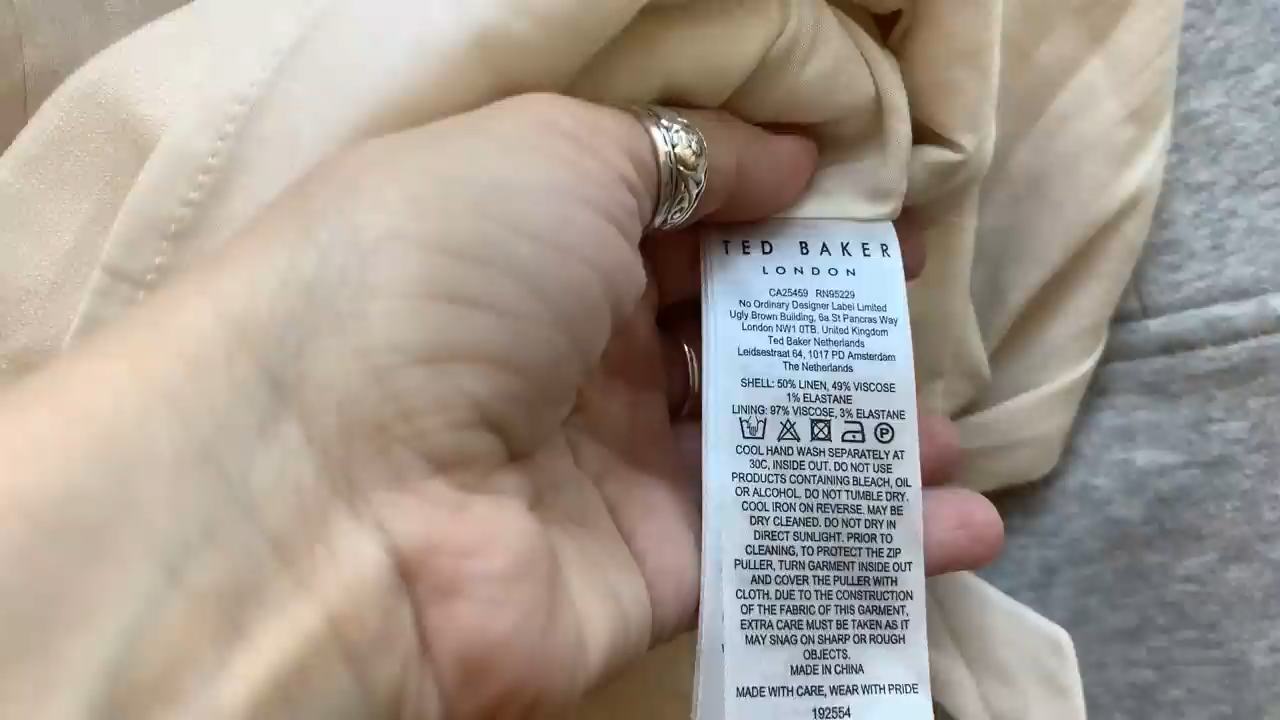 TED BAKER
LONDON
CA25459 RN95229
No Ordinary Designer Label Limited
Ugly Brown Building, 6a St Pancras Way
London NW1 0TB. United Kingdom
Ted Baker Netherlands
Leidsestraat 64, 1017 PD Amsterdam
The Netherlands
SHELL: 50% LINEN, 49% VISCOSE
1% ELASTANE
LINING: 97% VISCOSE, 3% ELASTANE
P
COOL HAND WASH SEPARATELY AT
30C, INSIDE OUT. DO NOT USE
PRODUCTS CONTAINING BLEACH, OIL
OR ALCOHOL. DO NOT TUMBLE DRY.
COOL IRON ON REVERSE. MAY BE
DRY CLEANED. DO NOT DRY IN
DIRECT SUNLIGHT. PRIOR TO
CLEANING, TO PROTECT THE ZIP
PULLER, TURN GARMENT INSIDE OUT
AND COVER THE PULLER WITH
CLOTH. DUE TO THE CONSTRUCTION
OF THE FABRIC OF THIS GARMENT,
EXTRA CARE MUST BE TAKEN AS IT
MAY SNAG ON SHARP OR ROUGH
OBJECTS.
MADE IN CHINA
MADE WITH CARE, WEAR WITH PRIDE
192554